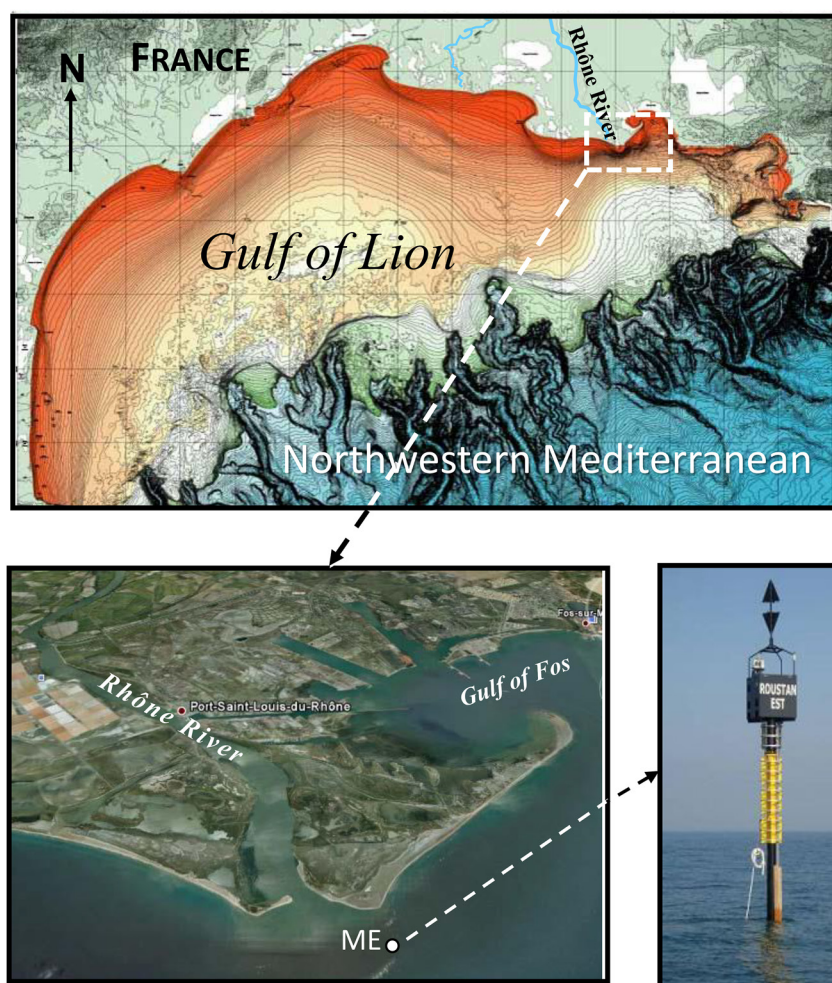 FRANCE
N
Rhône River
Gulf of Lion
Northwestern Mediterranean
Fos-sur-M
Gulf of Fos
Port-Saint-Louis-du-Rhône
Rhône River
ME
ROUSTAN
EST